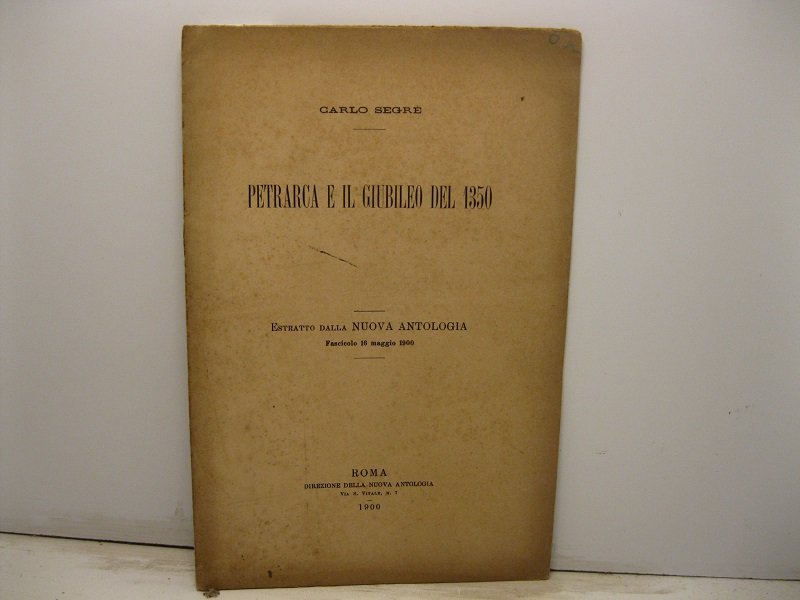 CARLO SEGRÈ
PETRARCA E IL GIUBILEO DEL 1350
ESTRATTO DALLA NUOVA ANTOLOGIA
Fascicolo 16 maggio 1900
ROMA
DIREZIONE DELLA NUOVA ANTOLOGIA
VIA S. VITALE, N. 7
1900